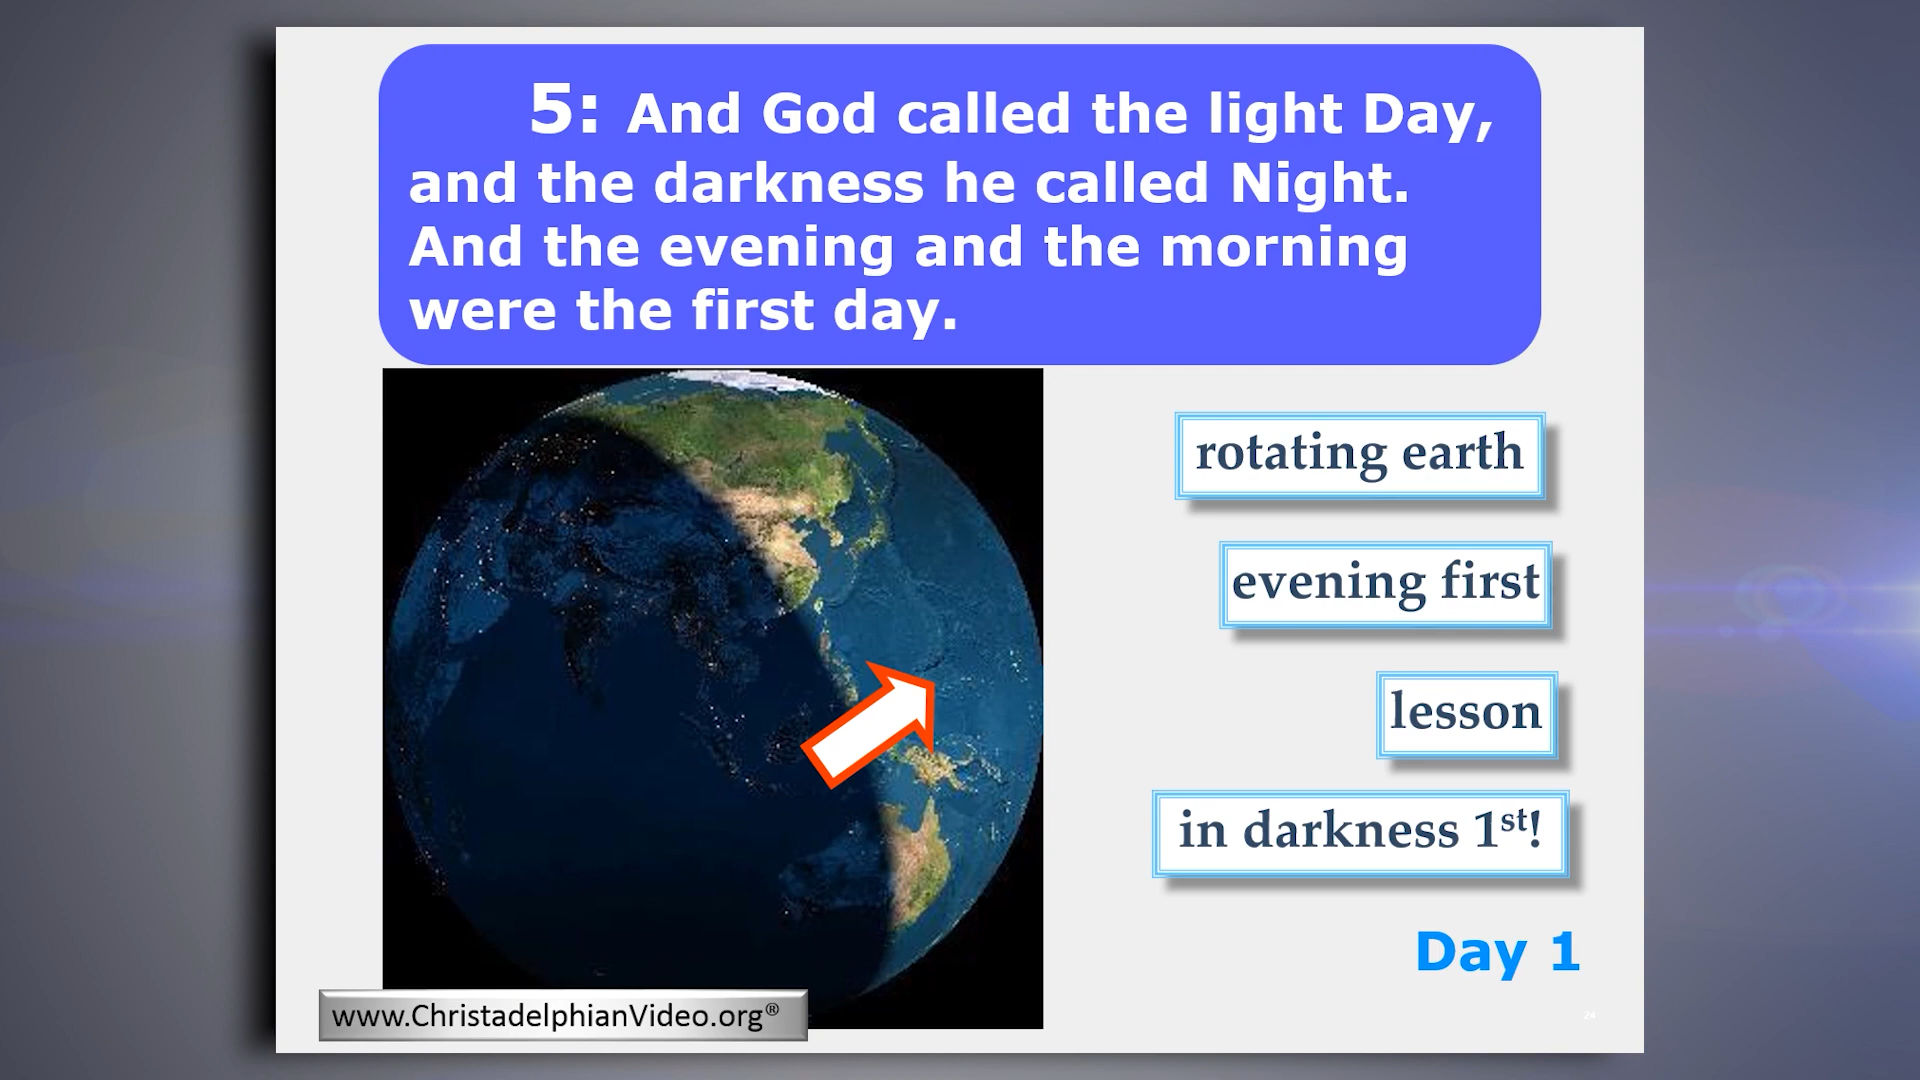 5: And God called the light Day,
and the darkness he called Night.
And the evening and the morning
were the first day.
rotating earth
evening first
lesson
in darkness 1st!
Day 1
www.ChristadelphianVideo.org®
24